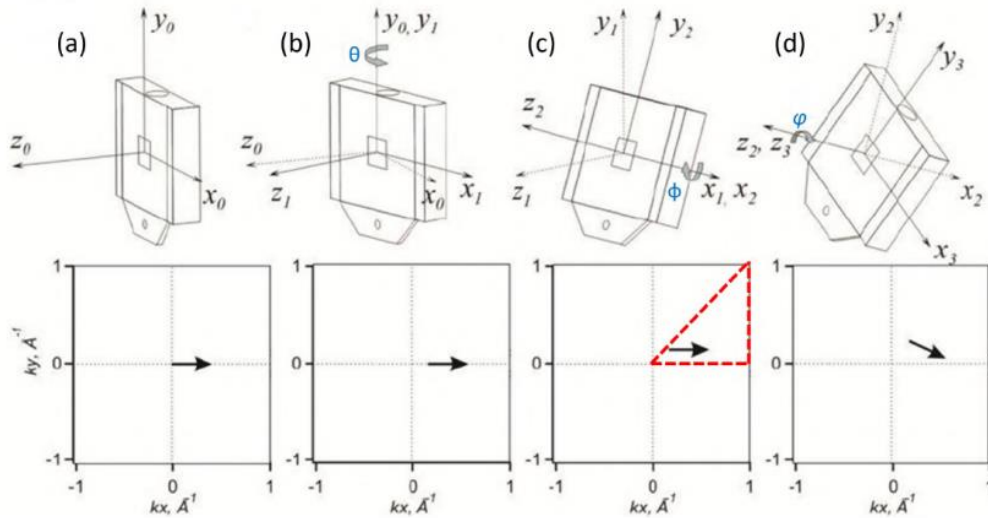 (a)
y0
z0
x0
(b)
y0, y1
θ
z0
z1
x0
x1
(c)
y1
y2
z2
z1
ϕ
x1, x2
(d)
y2
y3
φ
z2, z3
x2
x3
ky, Å-1
1
0
-1
-1
0
1
kx, Å-1
1
0
-1
-1
0
1
kx, Å-1
1
0
-1
-1
0
1
kx, Å-1
1
0
-1
-1
0
1
kx, Å-1